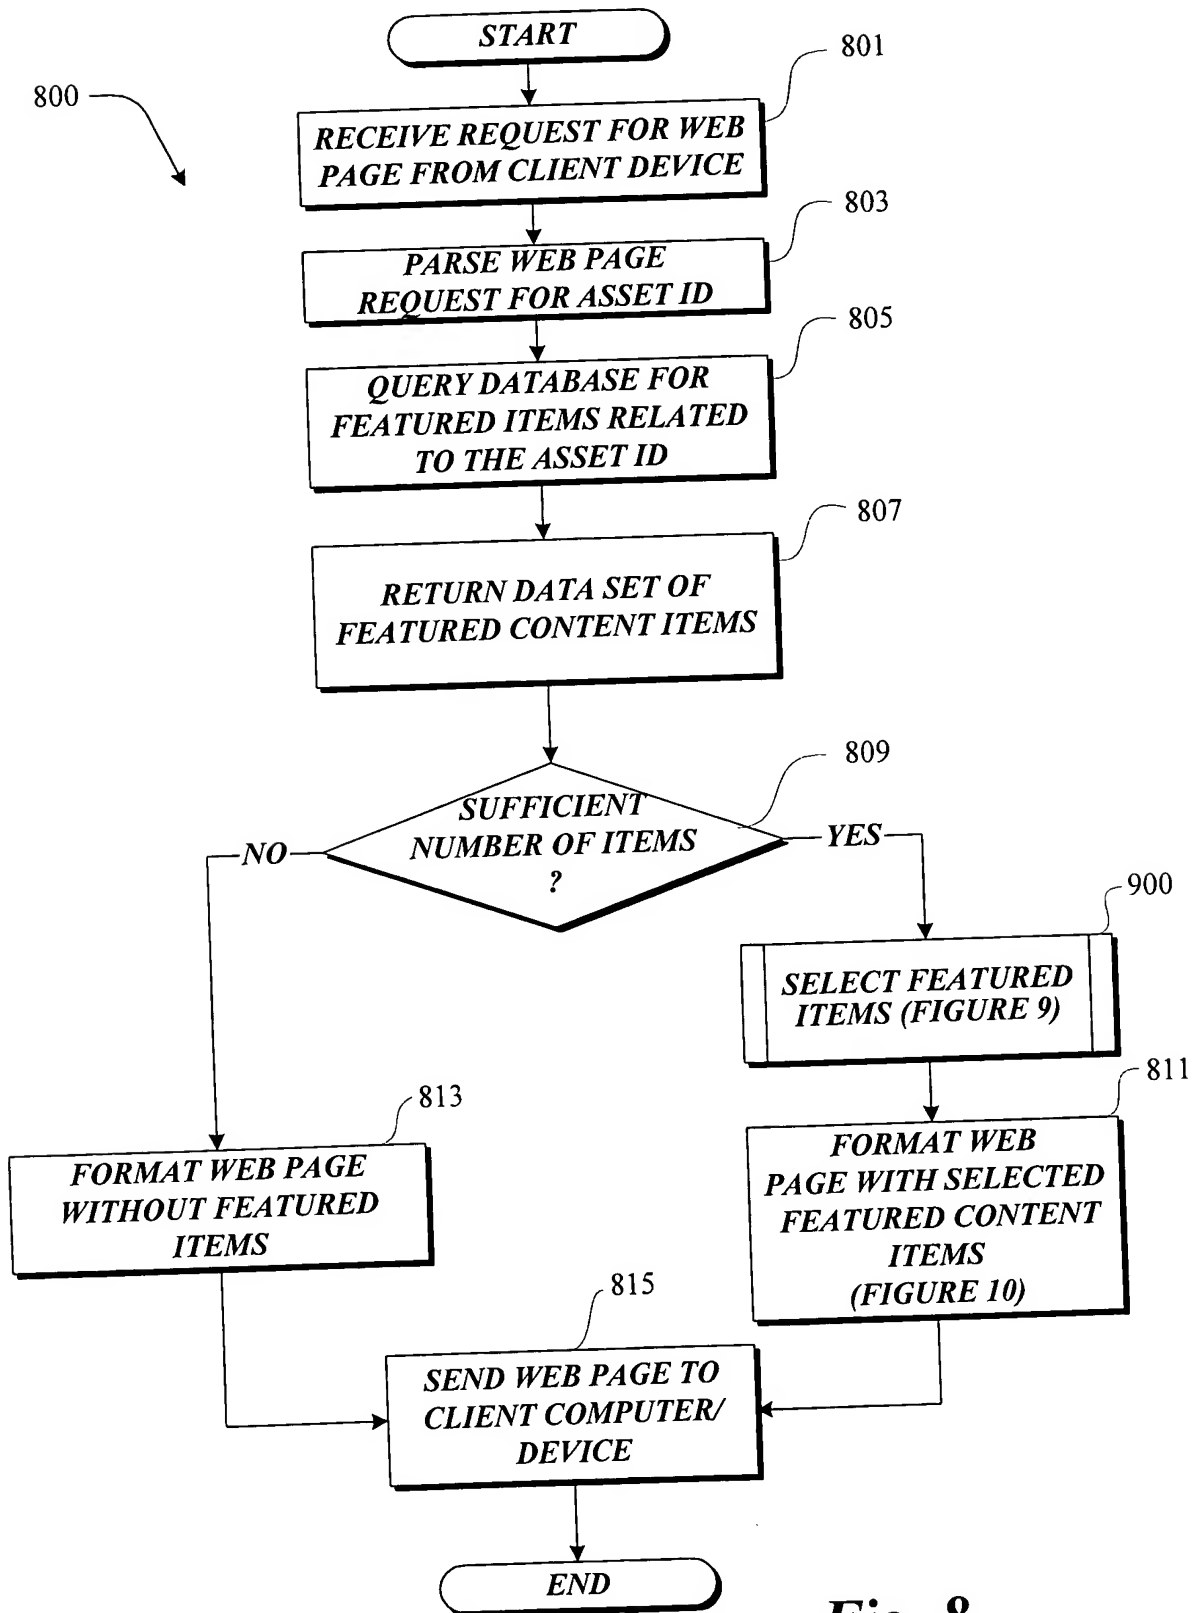 START
801
800
RECEIVE REQUEST FOR WEB
PAGE FROM CLIENT DEVICE
803
PARSE WEB PAGE
REQUEST FOR ASSET ID
805
QUERY DATABASE FOR
FEATURED ITEMS RELATED
TO THE ASSET ID
807
RETURN DATA SET OF
FEATURED CONTENT ITEMS
809
SUFFICIENT
NUMBER OF ITEMS
?
NO
YES
900
SELECT FEATURED
ITEMS (FIGURE 9)
811
FORMAT WEB
PAGE WITH SELECTED
FEATURED CONTENT
ITEMS
(FIGURE 10)
813
FORMAT WEB PAGE
WITHOUT FEATURED
ITEMS
815
SEND WEB PAGE TO
CLIENT COMPUTER/
DEVICE
END
Fig. 8